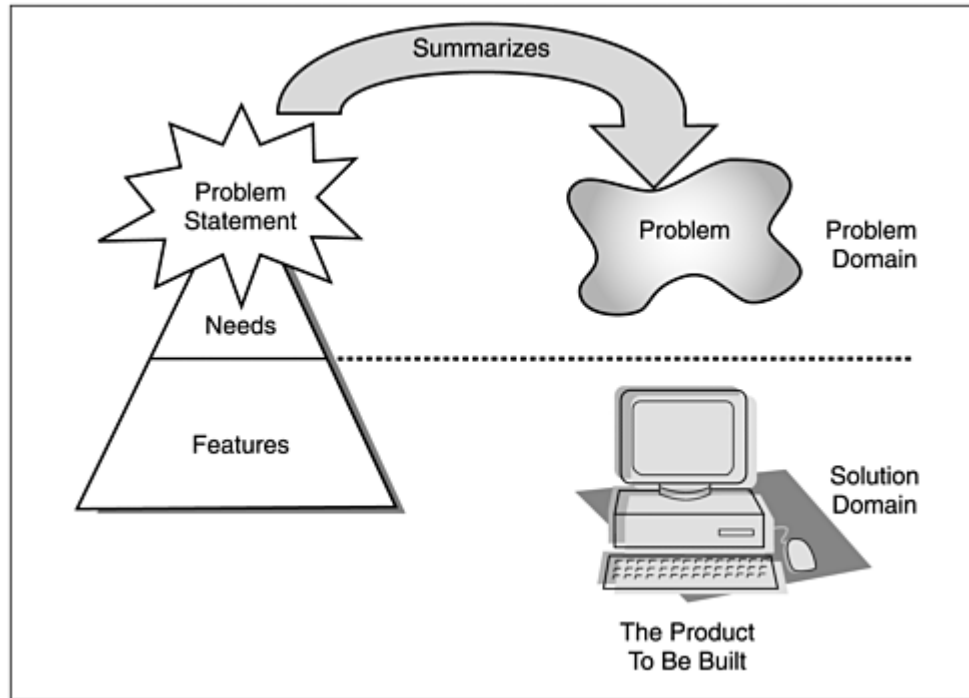 Summarizes
Problem
Statement
Problem
Problem
Domain
Needs
Features
Solution
Domain
The Product
To Be Built